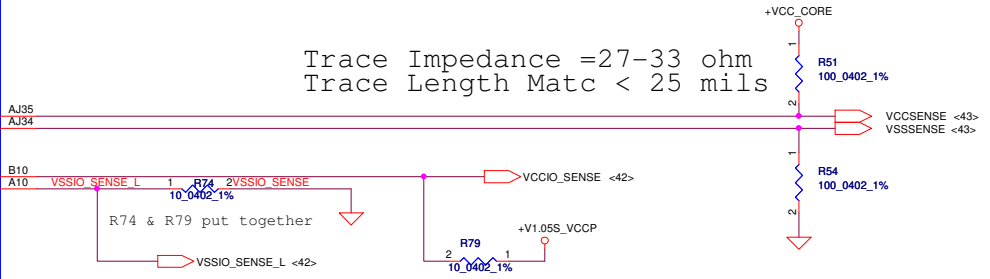 +VCC_CORE
Trace Impedance =27-33 ohm
Trace Length Matc < 25 mils
1
R51
100_0402_1%
2
AJ35
VCCSENSE <43>
AJ34
VSSSENSE <43>
1
R54
100_0402_1%
2
B10
VCCIO_SENSE <42>
A10
VSSIO_SENSE_L
1
R74
2
VSSIO_SENSE
10_0402_1%
R74 & R79 put together
+V1.05S_VCCP
VSSIO_SENSE_L <42>
2
R79
1
10_0402_1%